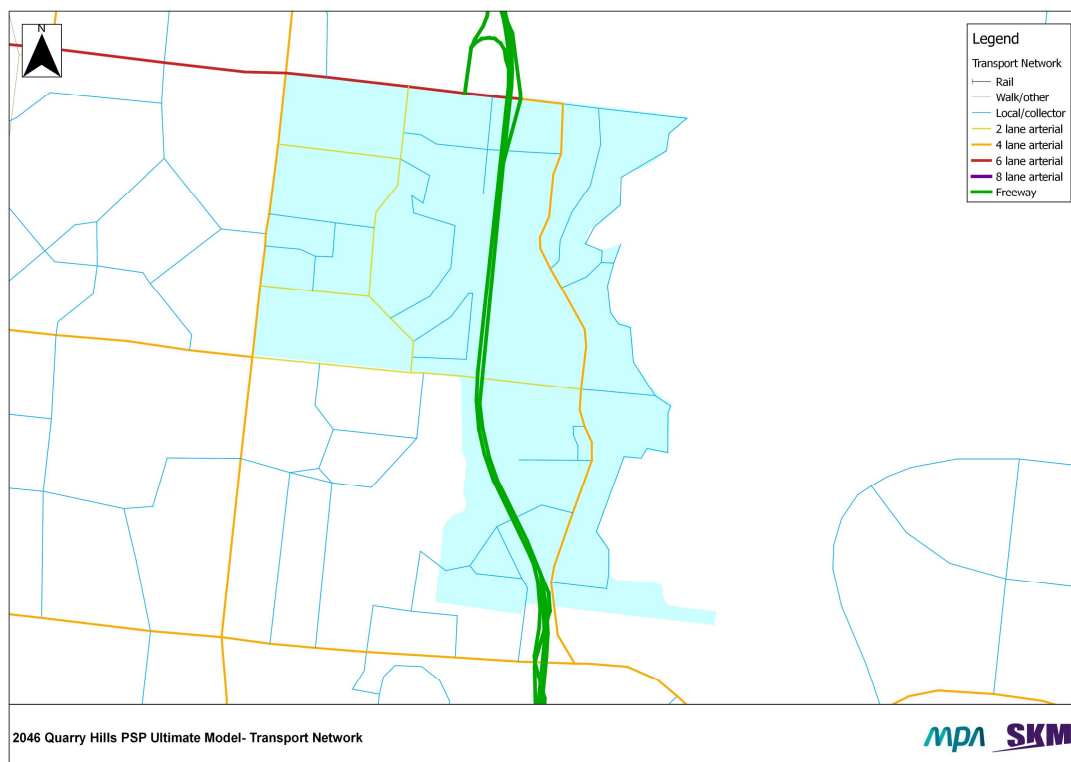 N
Legend
Transport Network
Rail
Walk/other
Local/collector
2 lane arterial
4 lane arterial
6 lane arterial
8 lane arterial
Freeway
2046 Quarry Hills PSP Ultimate Model- Transport Network
MPA SKM